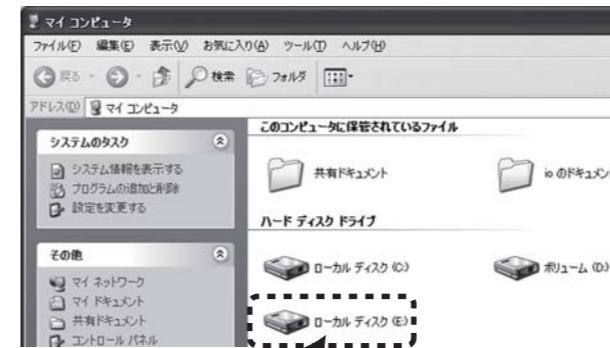 マイ コンピュータ
ファイル(F) 編集(E) 表示(V) お気に入り(A) ツール(T) ヘルプ(H)
戻る 検索 フォルダ
アドレス(D) マイ コンピュータ
システムのタスク
システム情報を表示する
プログラムの追加と削除
設定を変更する
その他
マイ ネットワーク
マイ ドキュメント
共有ドキュメント
コントロール パネル
このコンピュータに保管されているファイル
共有ドキュメント io のドキュメン
ハード ディスク ドライブ
ローカル ディスク (C:) ボリューム (D:)
ローカル ディスク (E:)